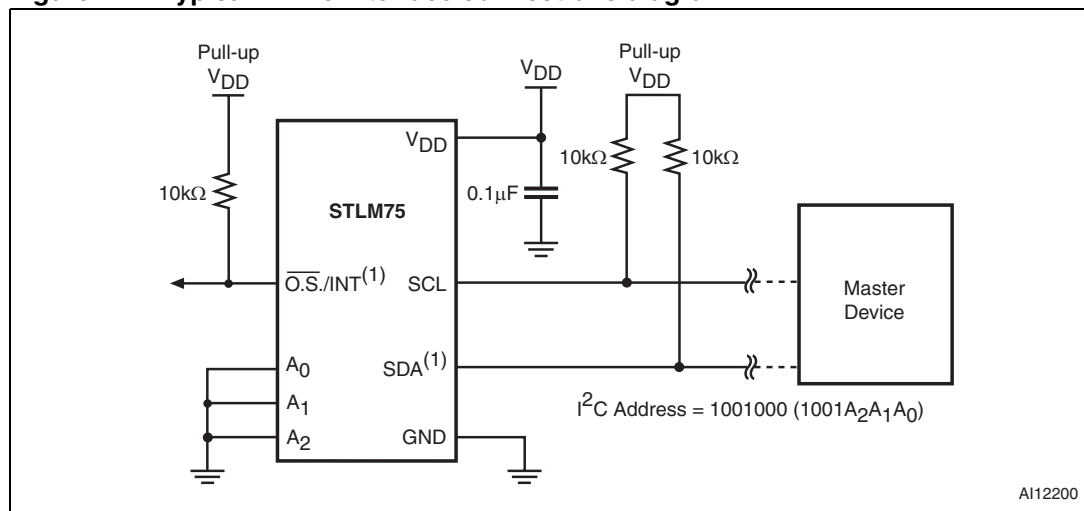 Pull-up
VDD
10kΩ
VDD
STLM75
O.S./INT(1)
SCL
A0
A1
A2
SDA(1)
GND
VDD
0.1μF
Pull-up
VDD
10kΩ
10kΩ
Master
Device
I²C Address = 1001000 (1001A2A1A0)
AI12200